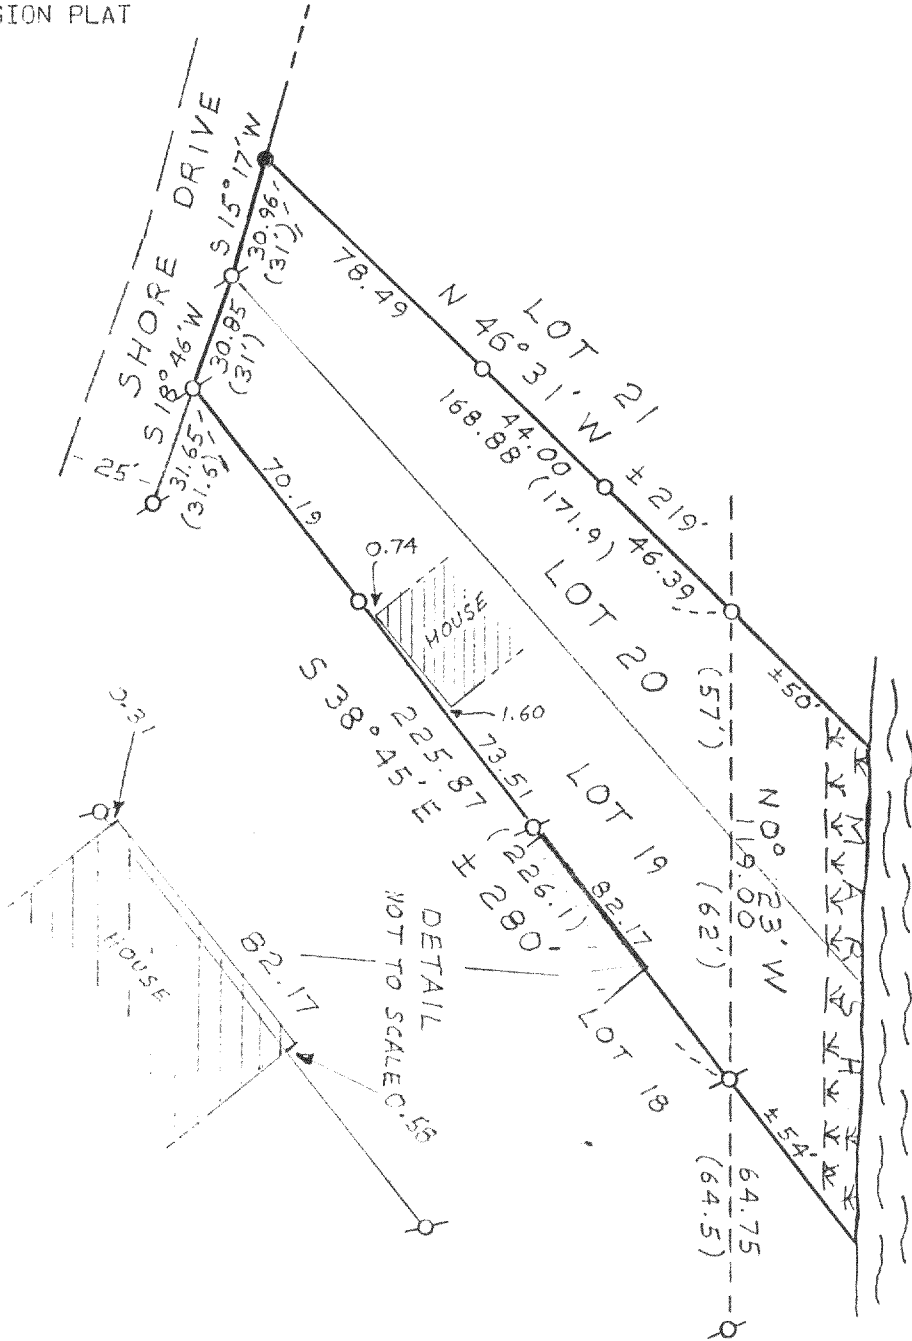 SION PLAT
SHORE DRIVE
S 15° 17' W
30.96
(31')
S 18° 46' W
30.85
(31')
31.65
(31.6)
25'
78.49
N 46° 31' W
LOT 21
44.00
168.88 (171.9)
± 219'
46.39
± 50'
LOT 20
(57')
70.19
0.74
HOUSE
1.60
73.51
S 38° 45' E
225.87
(226.1)
± 280'
LOT 19
82.17
N 0° 23' W
119.00
(62')
MARSH
LOT 18
± 54'
64.75
(64.5)
DETAIL
NOT TO SCALE
0.31
HOUSE
82.17
0.58